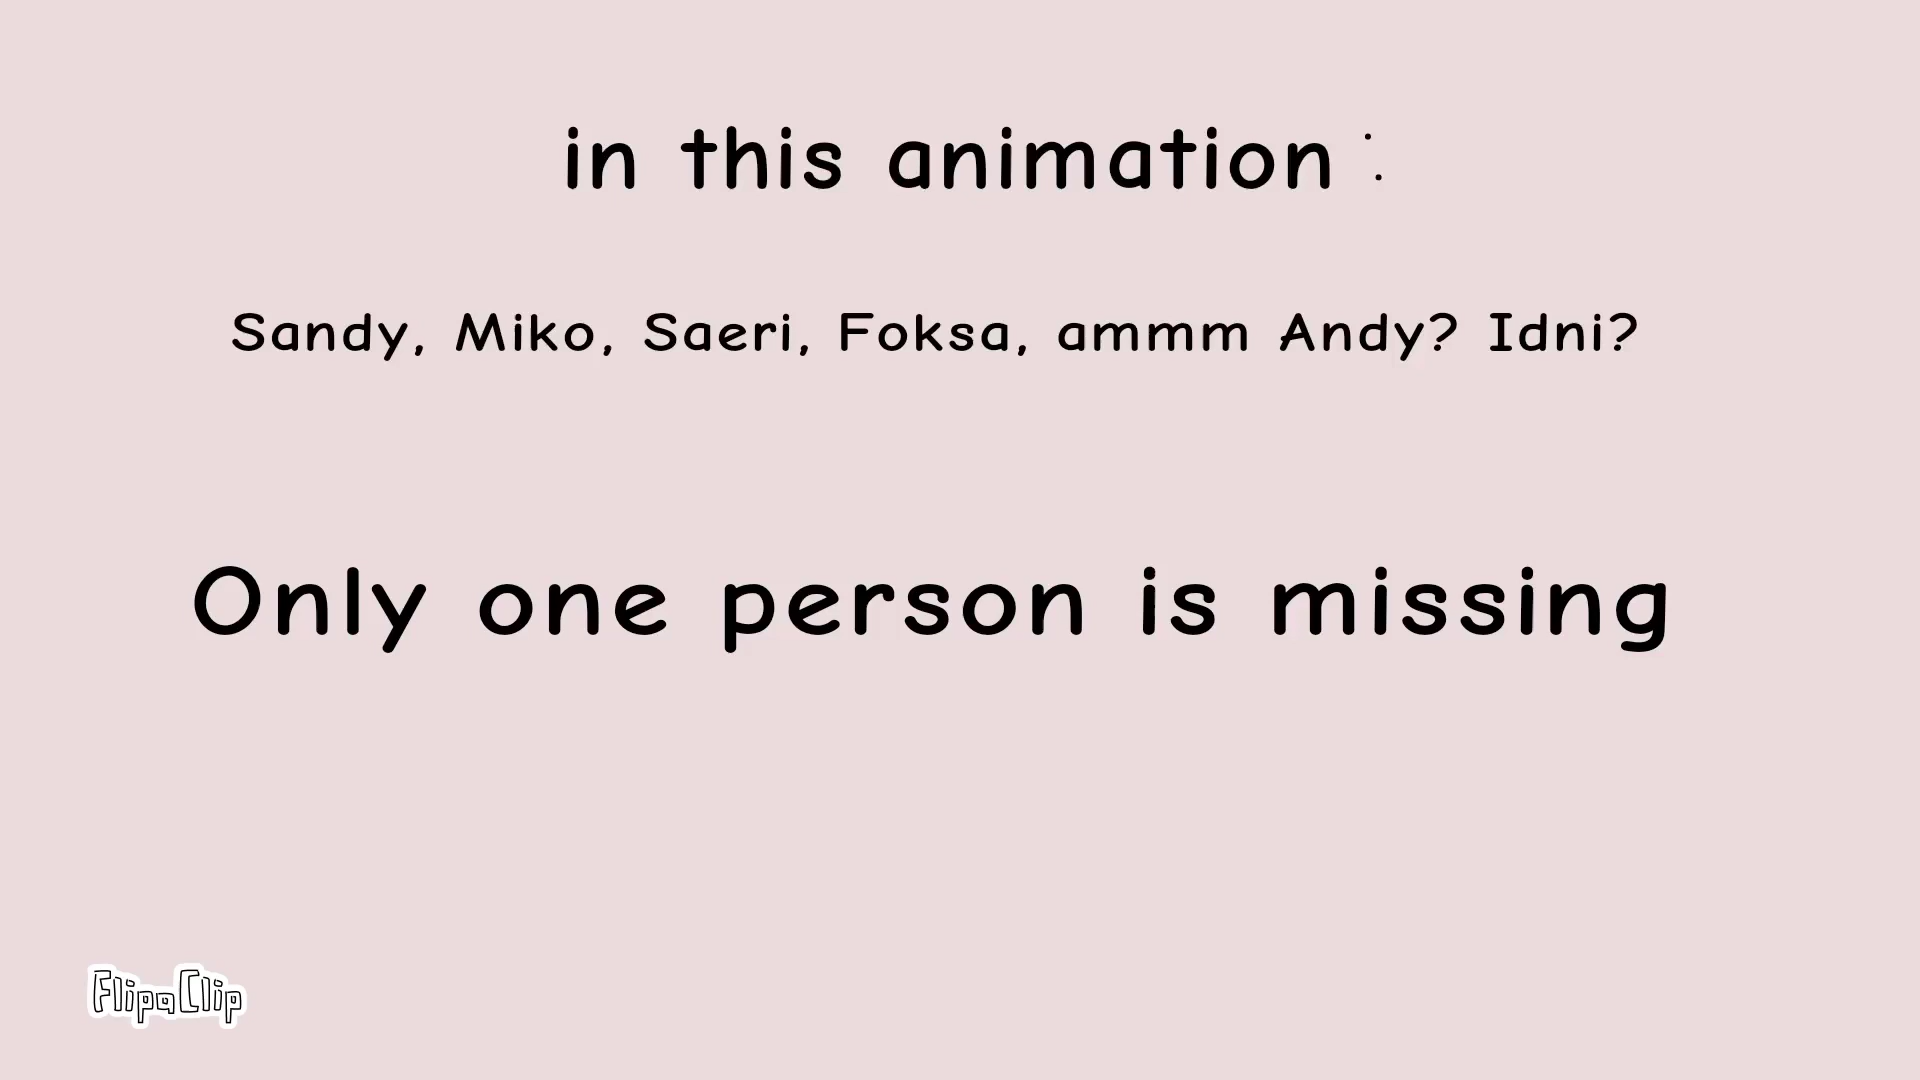 in this animation :
Sandy, Miko, Saeri, Foksa, ammm Andy? Idni?
Only one person is missing
FlipaClip